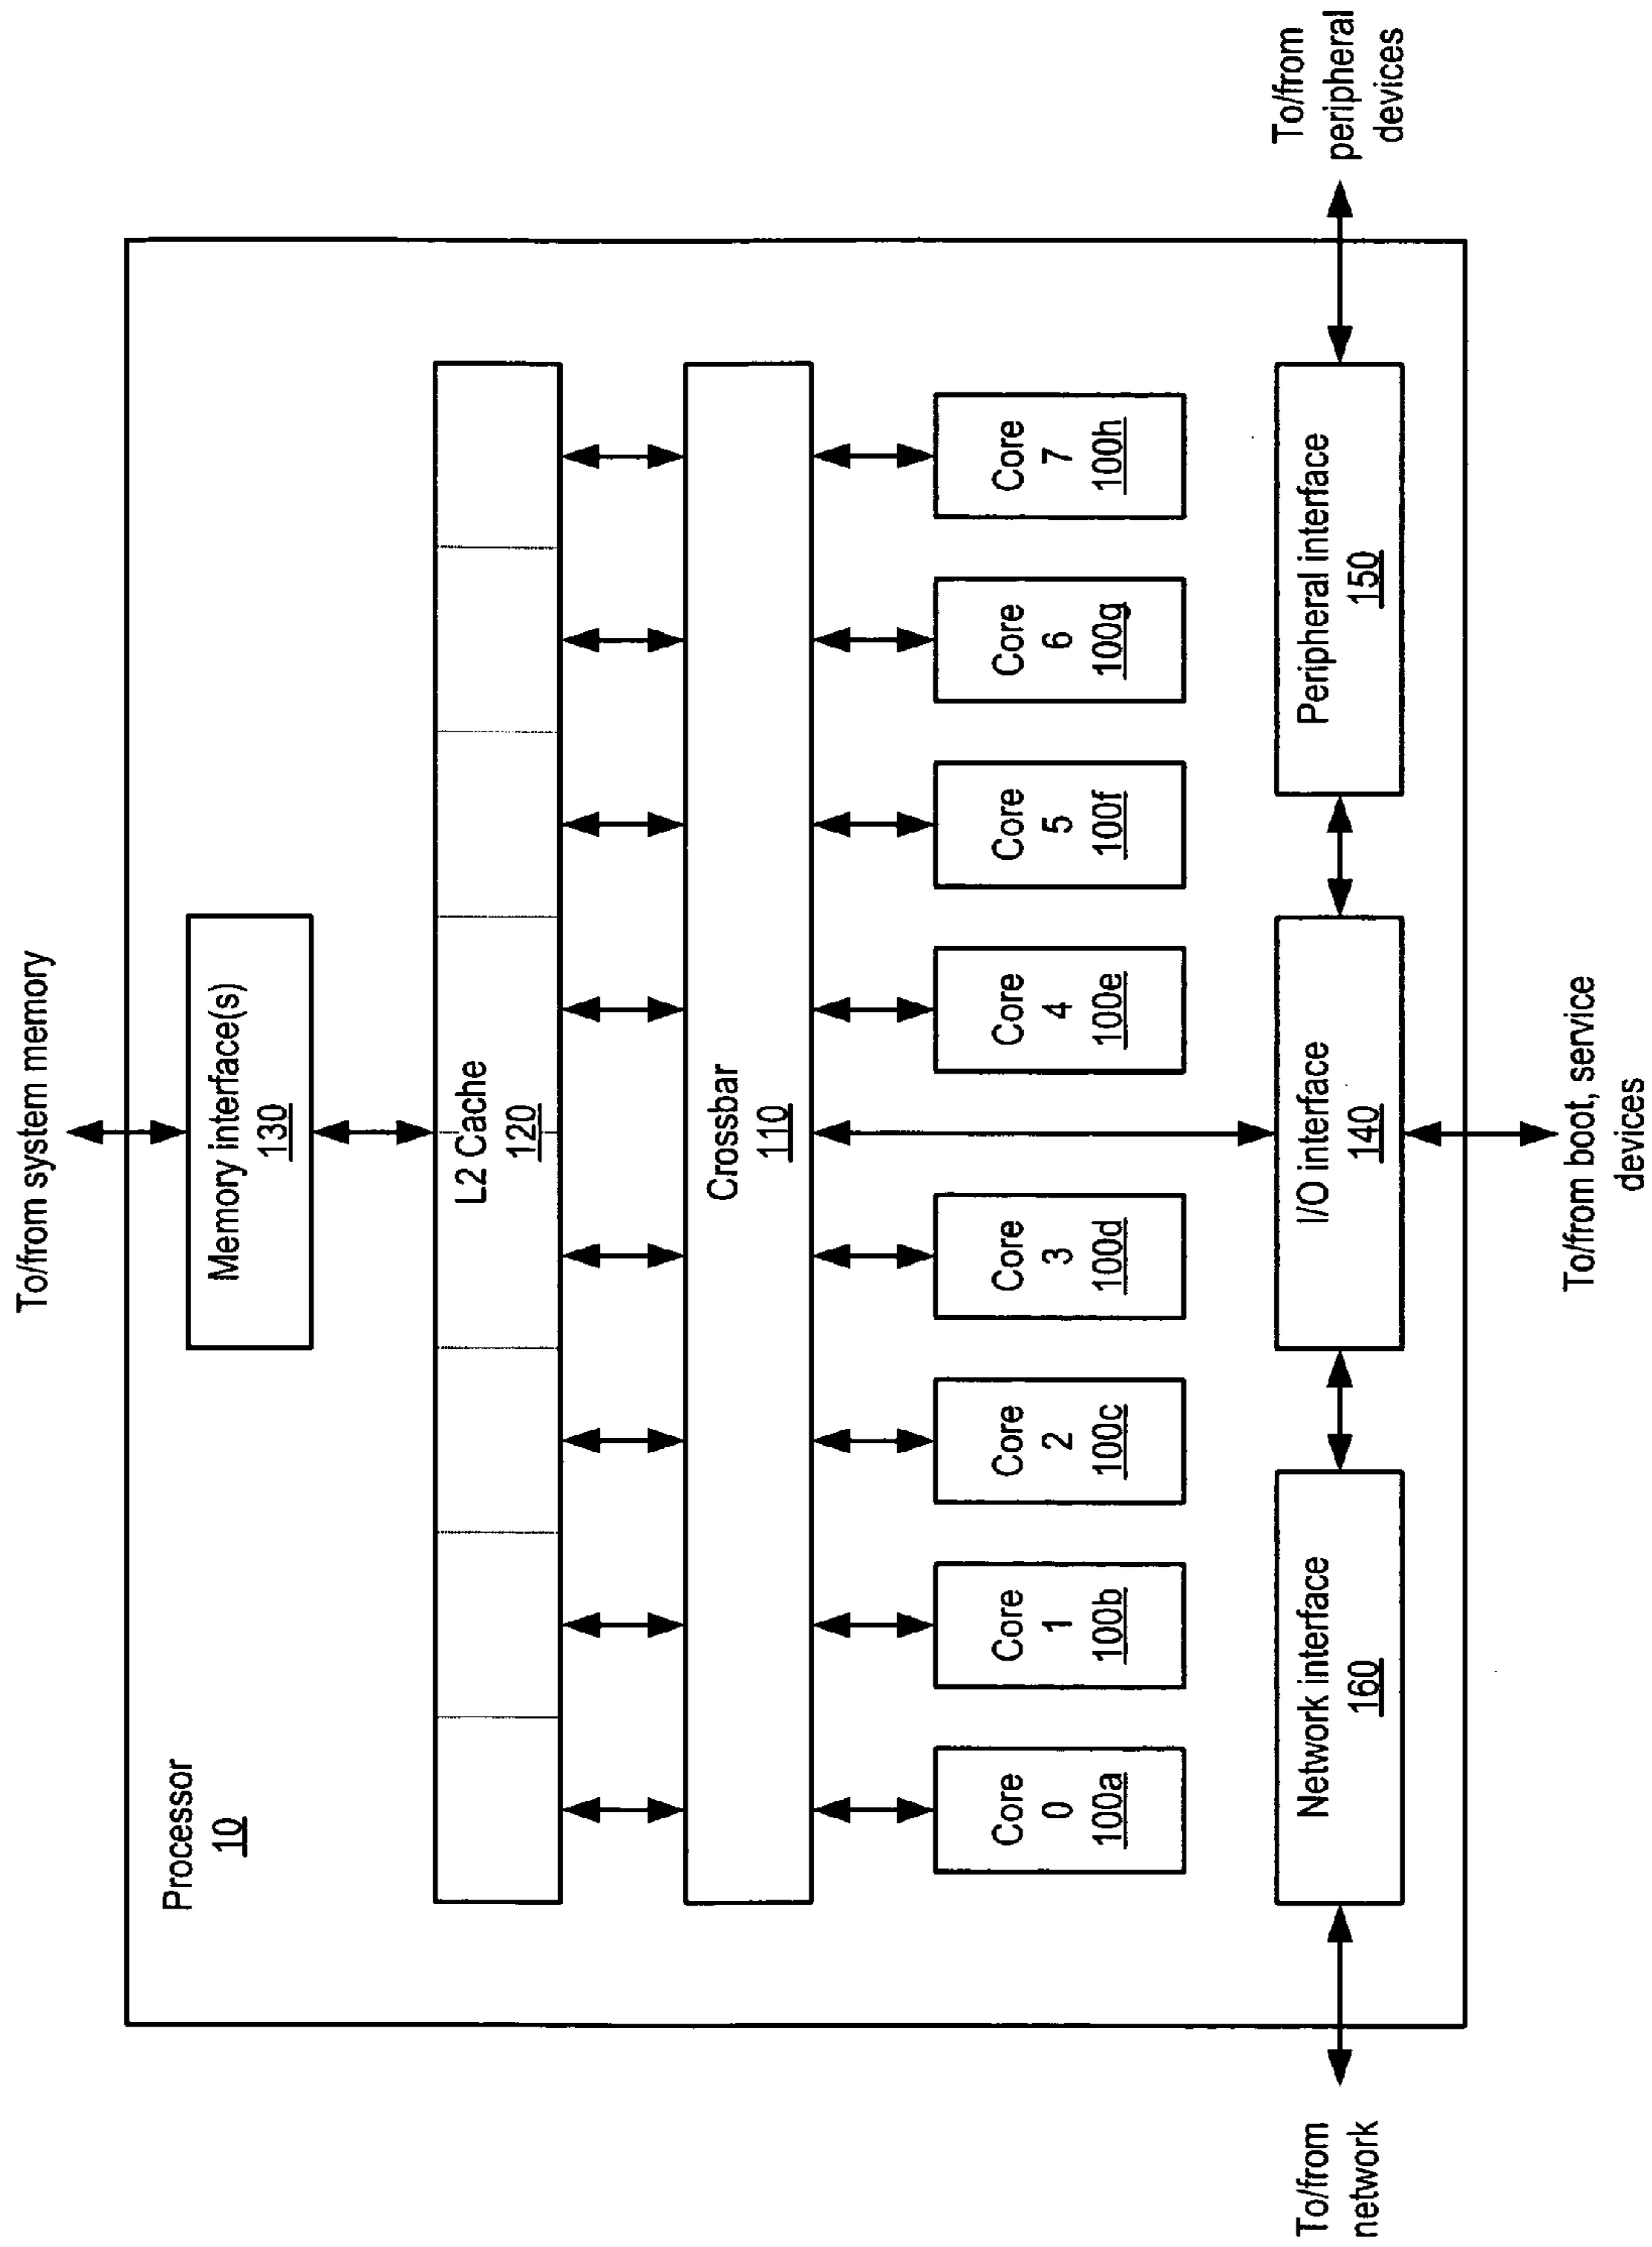 To/from system memory
Processor
10
Memory interface(s)
130
L2 Cache
120
Crossbar
110
Core
0
100a
Core
1
100b
Core
2
100c
Core
3
100d
Core
4
100e
Core
5
100f
Core
6
100g
Core
7
100h
To/from
network
Network interface
160
I/O interface
140
Peripheral interface
150
To/from
peripheral
devices
To/from boot, service
devices